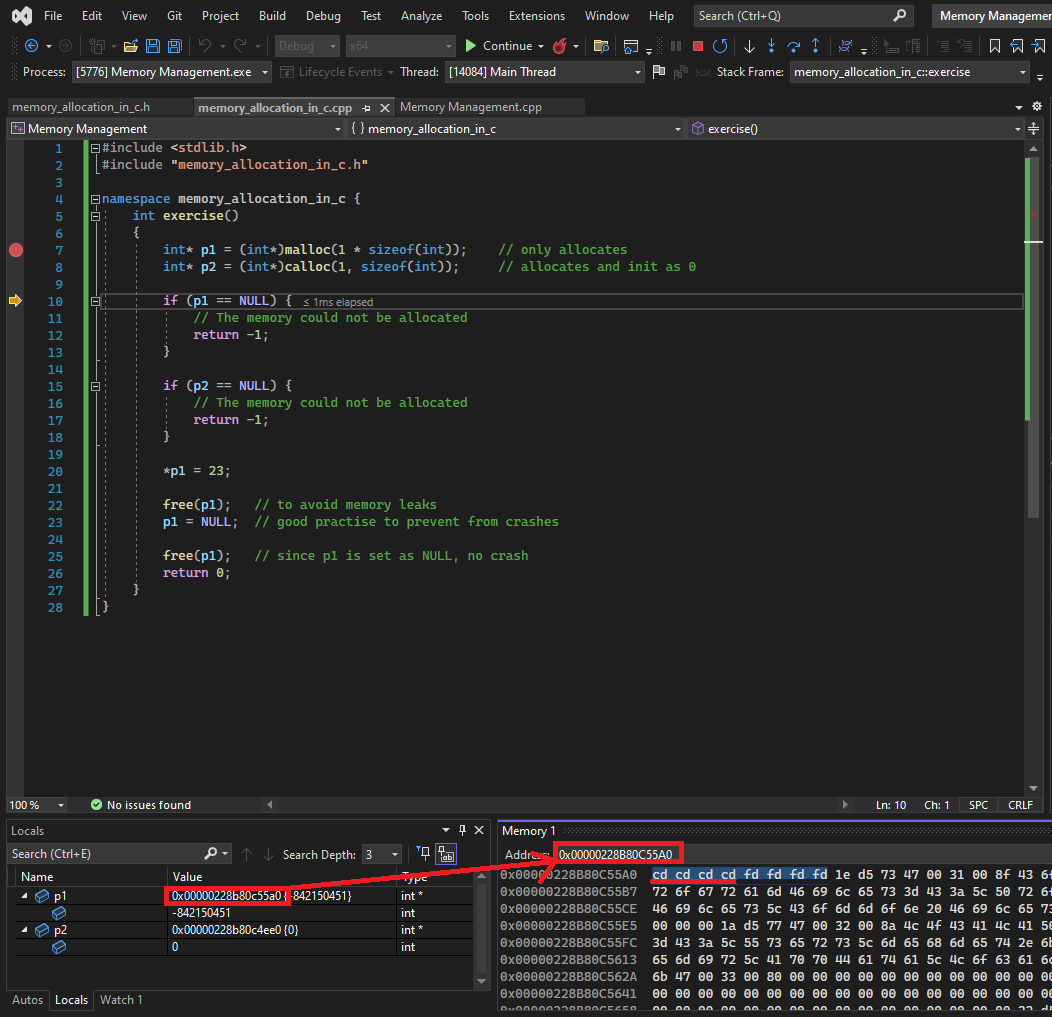 File Edit View Git Project Build Debug Test Analyze Tools Extensions Window Help Search (Ctrl+Q) Memory Managemer
Debug x64 Continue
Process: [5776] Memory Management.exe Lifecycle Events Thread: [14084] Main Thread Stack Frame: memory_allocation_in_c::exercise
memory_allocation_in_c.h memory_allocation_in_c.cpp Memory Management.cpp
Memory Management { } memory_allocation_in_c exercise()
1 #include <stdlib.h>
2 #include "memory_allocation_in_c.h"
3
4 namespace memory_allocation_in_c {
5 int exercise()
6 {
7 int* p1 = (int*)malloc(1 * sizeof(int)); // only allocates
8 int* p2 = (int*)calloc(1, sizeof(int)); // allocates and init as 0
9
10 if (p1 == NULL) { ≤ 1ms elapsed
11 // The memory could not be allocated
12 return -1;
13 }
14
15 if (p2 == NULL) {
16 // The memory could not be allocated
17 return -1;
18 }
19
20 *p1 = 23;
21
22 free(p1); // to avoid memory leaks
23 p1 = NULL; // good practise to prevent from crashes
24
25 free(p1); // since p1 is set as NULL, no crash
26 return 0;
27 }
28 }
100 % No issues found Ln: 10 Ch: 1 SPC CRLF
Locals
Search (Ctrl+E) Search Depth: 3
Name Value Type
p1 0x00000228b80c55a0 {-842150451} int *
-842150451 int
p2 0x00000228b80c4ee0 {0} int *
0 int
Autos Locals Watch 1
Memory 1
Address: 0x00000228B80C55A0
0x00000228B80C55A0 cd cd cd cd fd fd fd fd 1e d5 73 47 00 31 00 8f 43 6f
0x00000228B80C55B7 72 6f 67 72 61 6d 46 69 6c 65 73 3d 43 3a 5c 50 72 6f
0x00000228B80C55CE 46 69 6c 65 73 5c 43 6f 6d 6d 6f 6e 20 46 69 6c 65 73
0x00000228B80C55E5 00 00 00 1a d5 77 47 00 32 00 8a 4c 4f 43 41 4c 41 50
0x00000228B80C55FC 3d 43 3a 5c 55 73 65 72 73 5c 6d 65 68 6d 65 74 2e 6b
0x00000228B80C5613 65 6d 69 72 5c 41 70 70 44 61 74 61 5c 4c 6f 63 61 6c
0x00000228B80C562A 6b 47 00 33 00 80 00 00 00 00 00 00 00 00 00 00 00 00
0x00000228B80C5641 00 00 00 00 00 00 00 00 00 00 00 00 00 00 00 00 00 00